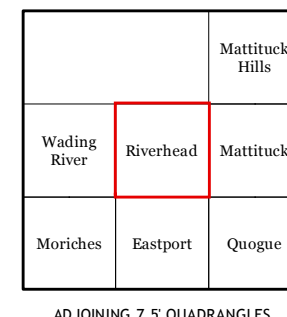 Mattituck
Hills
Wading
River
Riverhead
Mattituck
Moriches
Eastport
Quogue
ADJOINING 7.5' QUADRANGLES